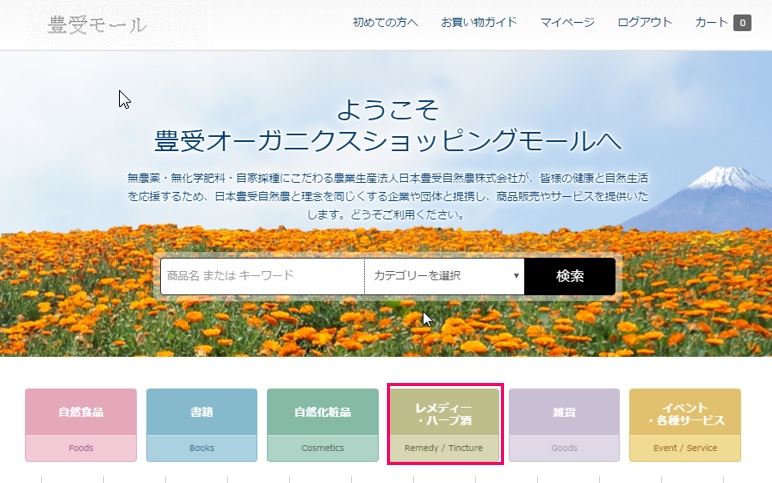 豊受モール
初めての方へ お買い物ガイド マイページ ログアウト カート 0
ようこそ
豊受オーガニクスショッピングモールへ
無農薬・無化学肥料・自家採種にこだわる農業生産法人日本豊受自然農株式会社が、皆様の健康と自然生活
を応援するため、日本豊受自然農と理念を同じくする企業や団体と提携し、商品販売やサービスを提供いた
します。どうぞご利用ください。
商品名 または キーワード カテゴリーを選択 検索
自然食品
Foods
書籍
Books
自然化粧品
Cosmetics
レメディー
・ハーブ酒
Remedy / Tincture
雑貨
Goods
イベント
・各種サービス
Event / Service